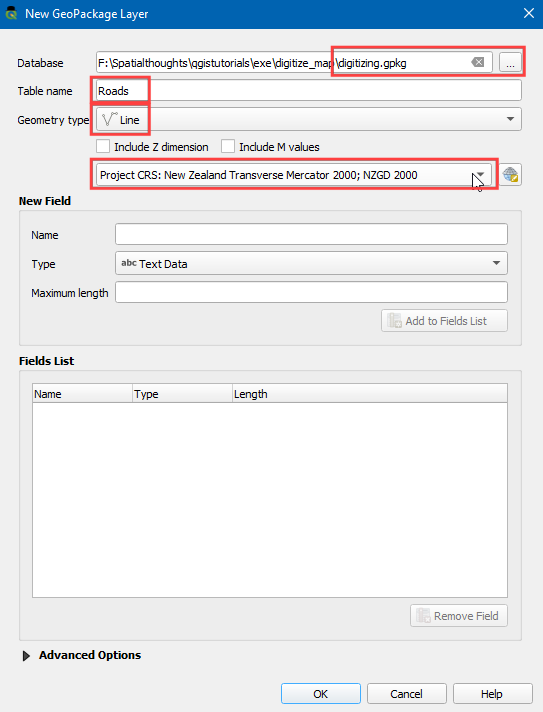 New GeoPackage Layer
Database F:\Spatialthoughts\qgistutorials\exe\digitize_map\digitizing.gpkg ...
Table name Roads
Geometry type Line
Include Z dimension Include M values
Project CRS: New Zealand Transverse Mercator 2000; NZGD 2000
New Field
Name
Type abc Text Data
Maximum length
Add to Fields List
Fields List
Name Type Length
Remove Field
Advanced Options
OK Cancel Help